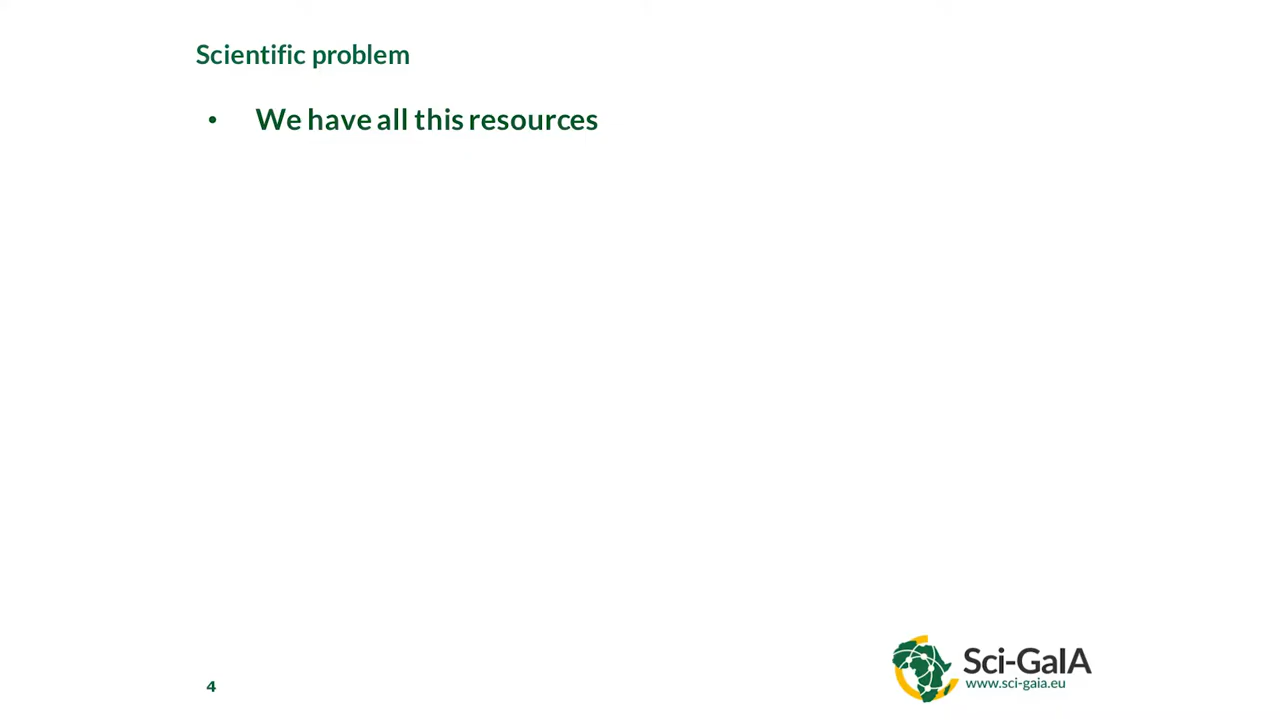 Scientific problem
• We have all this resources
4
Sci-GaIA
www.sci-gaia.eu